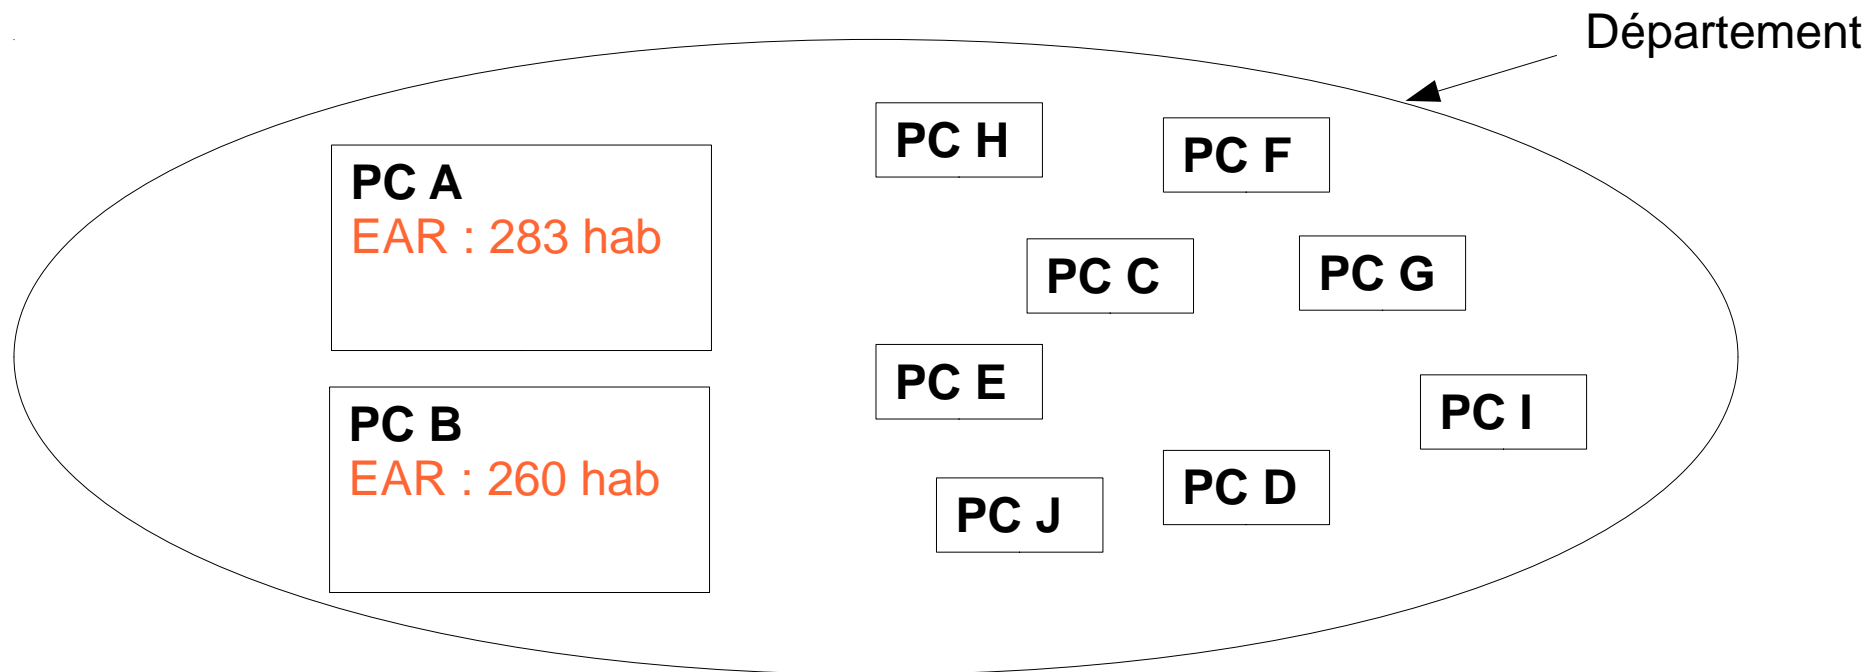 Département
PC A
EAR : 283 hab
PC B
EAR : 260 hab
PC H
PC F
PC C
PC G
PC E
PC I
PC J
PC D